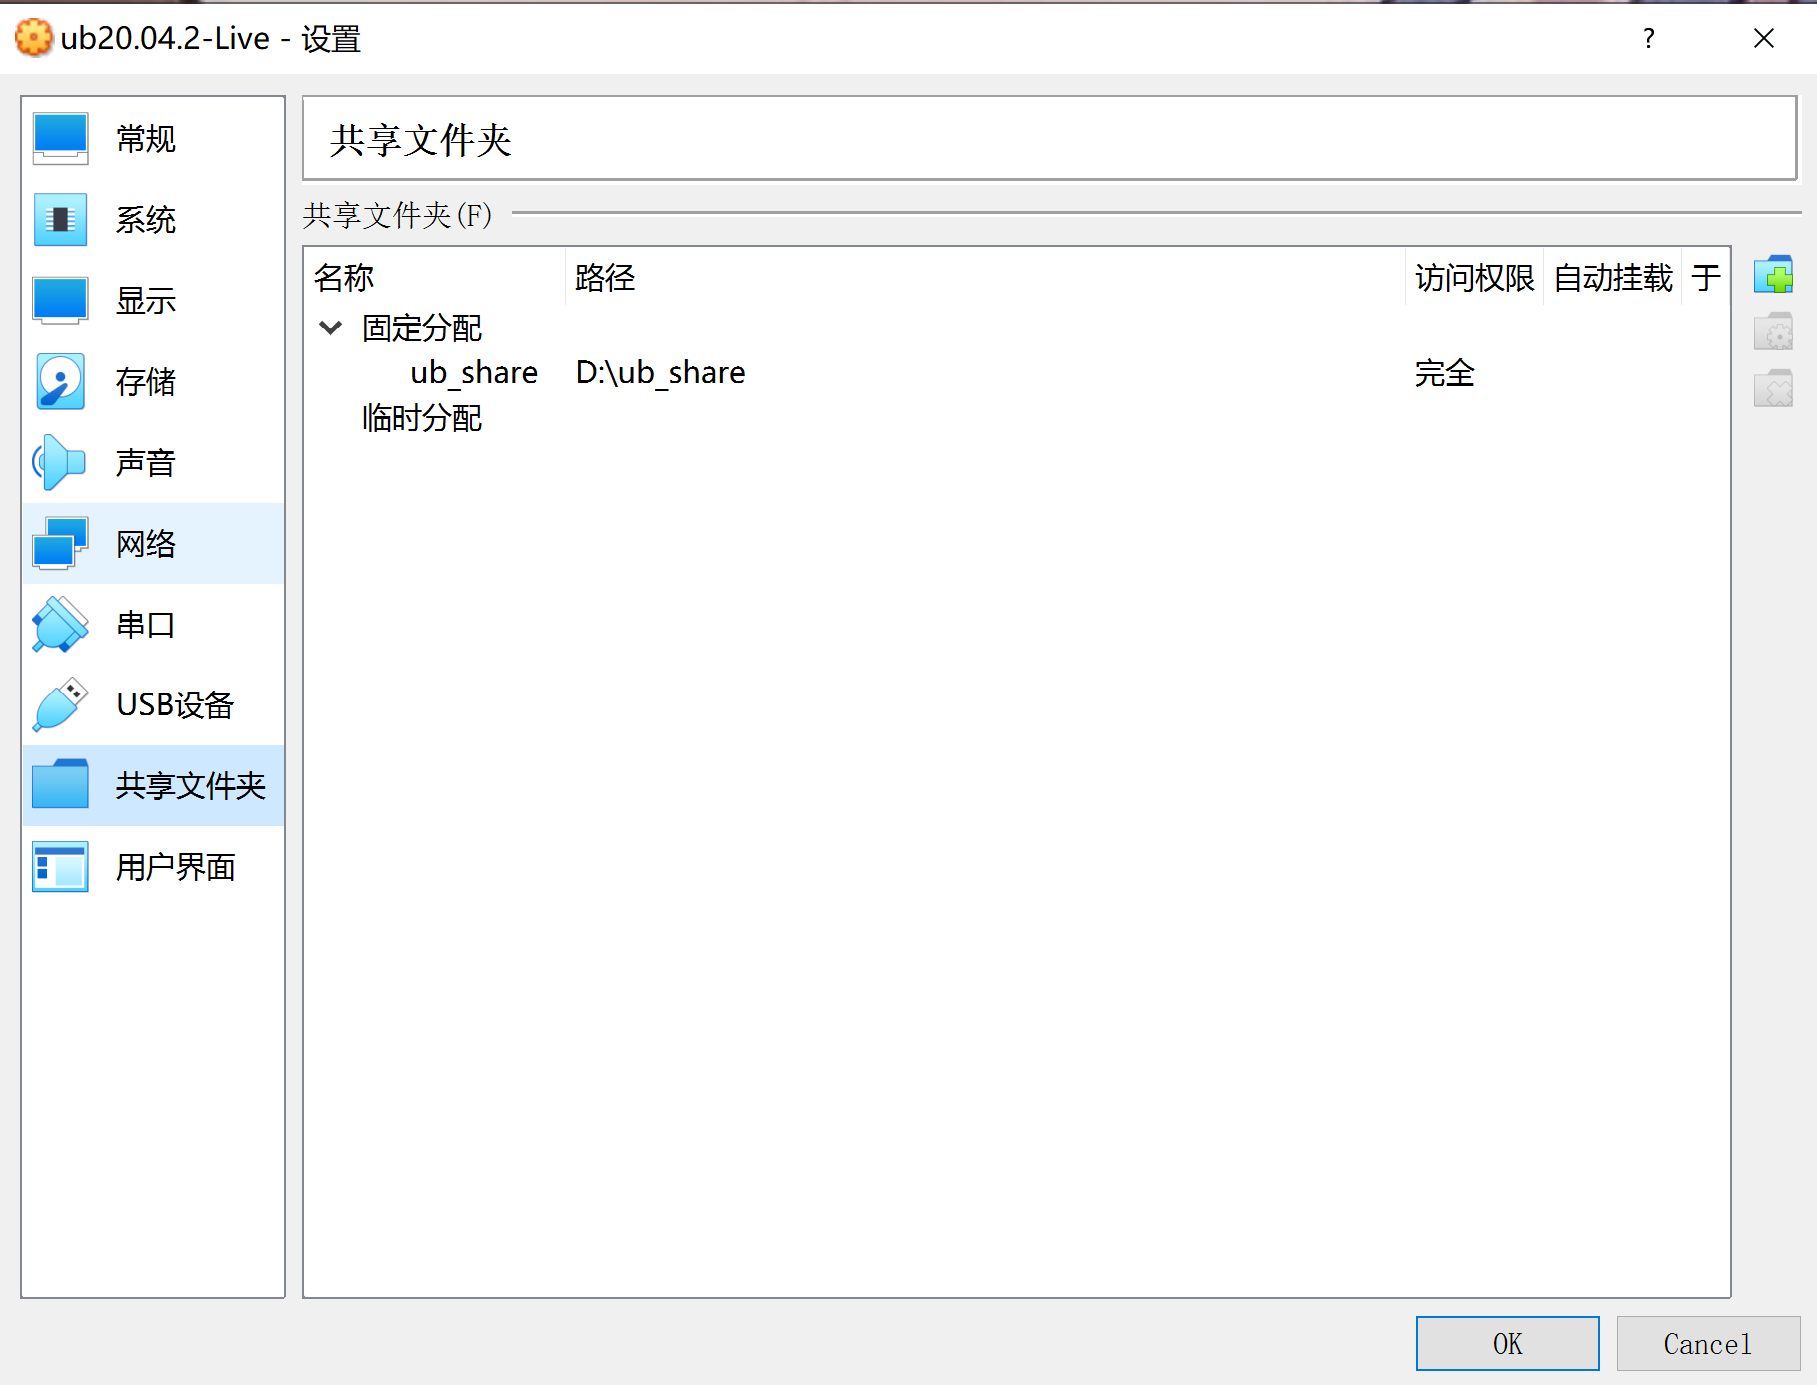 ub20.04.2-Live - 设置
?
常规
系统
显示
存储
声音
网络
串口
USB设备
共享文件夹
用户界面
共享文件夹
共享文件夹(F)
名称 路径 访问权限 自动挂载 于
固定分配
ub_share D:\ub_share 完全
临时分配
OK Cancel